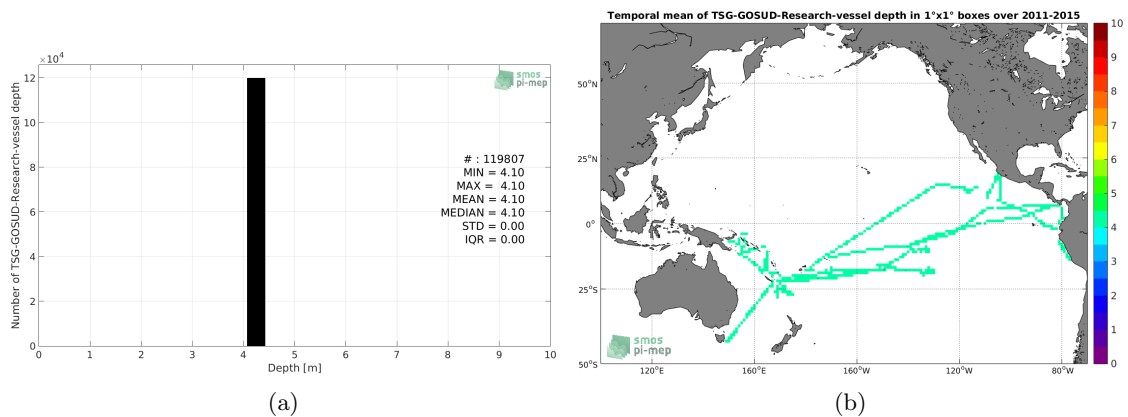 ×10⁴
12
10
8
6
4
2
0
Number of TSG-GOSUD-Research-vessel depth
0 1 2 3 4 5 6 7 8 9 10
Depth [m]
smos
pi-mep
# : 119807
MIN = 4.10
MAX = 4.10
MEAN = 4.10
MEDIAN = 4.10
STD = 0.00
IQR = 0.00
(a)
Temporal mean of TSG-GOSUD-Research-vessel depth in 1°x1° boxes over 2011-2015
50°N
25°N
0°
25°S
50°S
120°E 160°E 160°W 120°W 80°W
smos
pi-mep
10
9
8
7
6
5
4
3
2
1
0
(b)